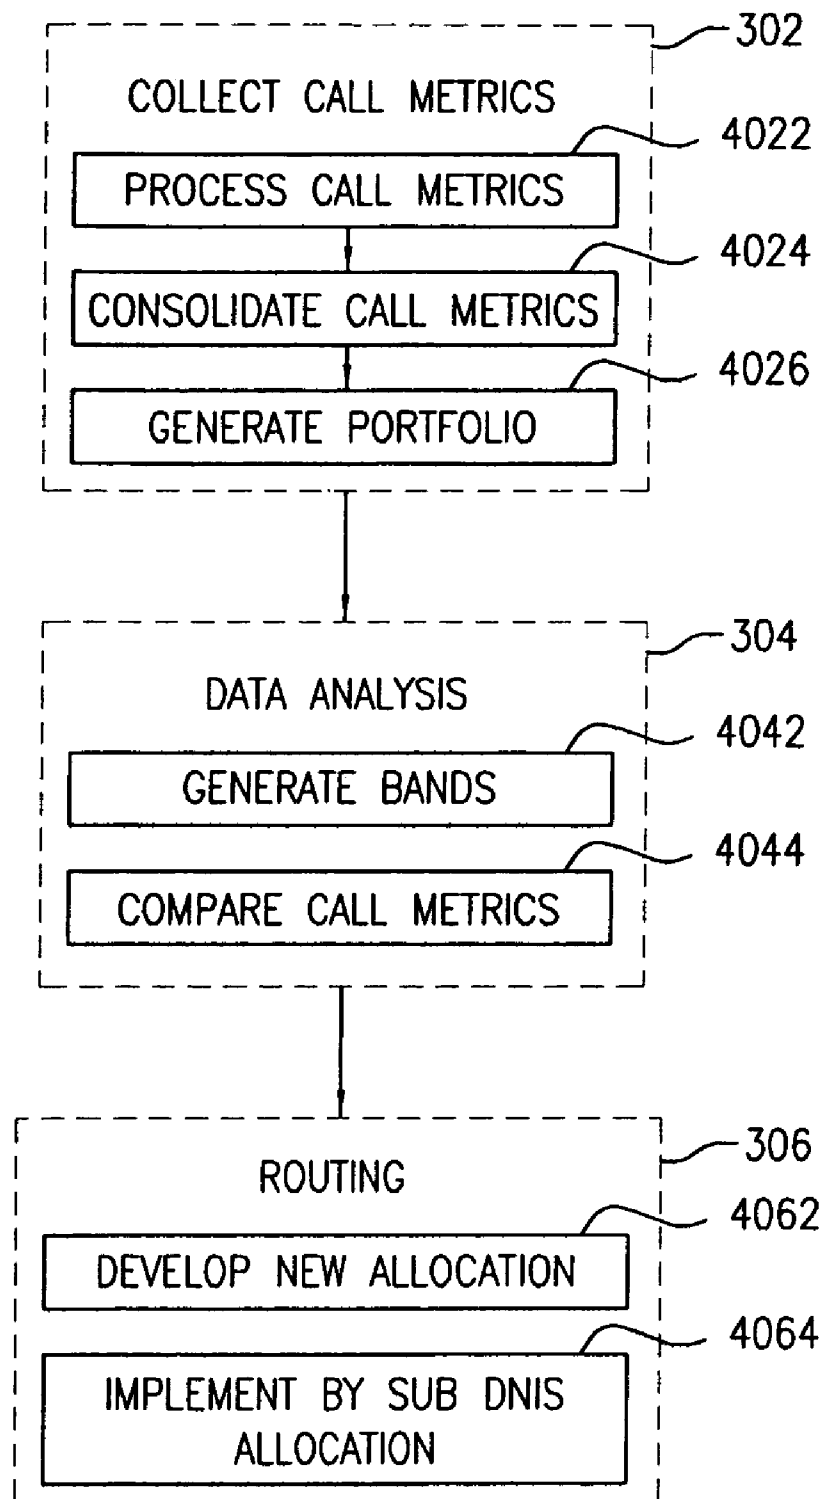 302
COLLECT CALL METRICS
4022
PROCESS CALL METRICS
4024
CONSOLIDATE CALL METRICS
4026
GENERATE PORTFOLIO
304
DATA ANALYSIS
4042
GENERATE BANDS
4044
COMPARE CALL METRICS
306
ROUTING
4062
DEVELOP NEW ALLOCATION
4064
IMPLEMENT BY SUB DNIS
ALLOCATION